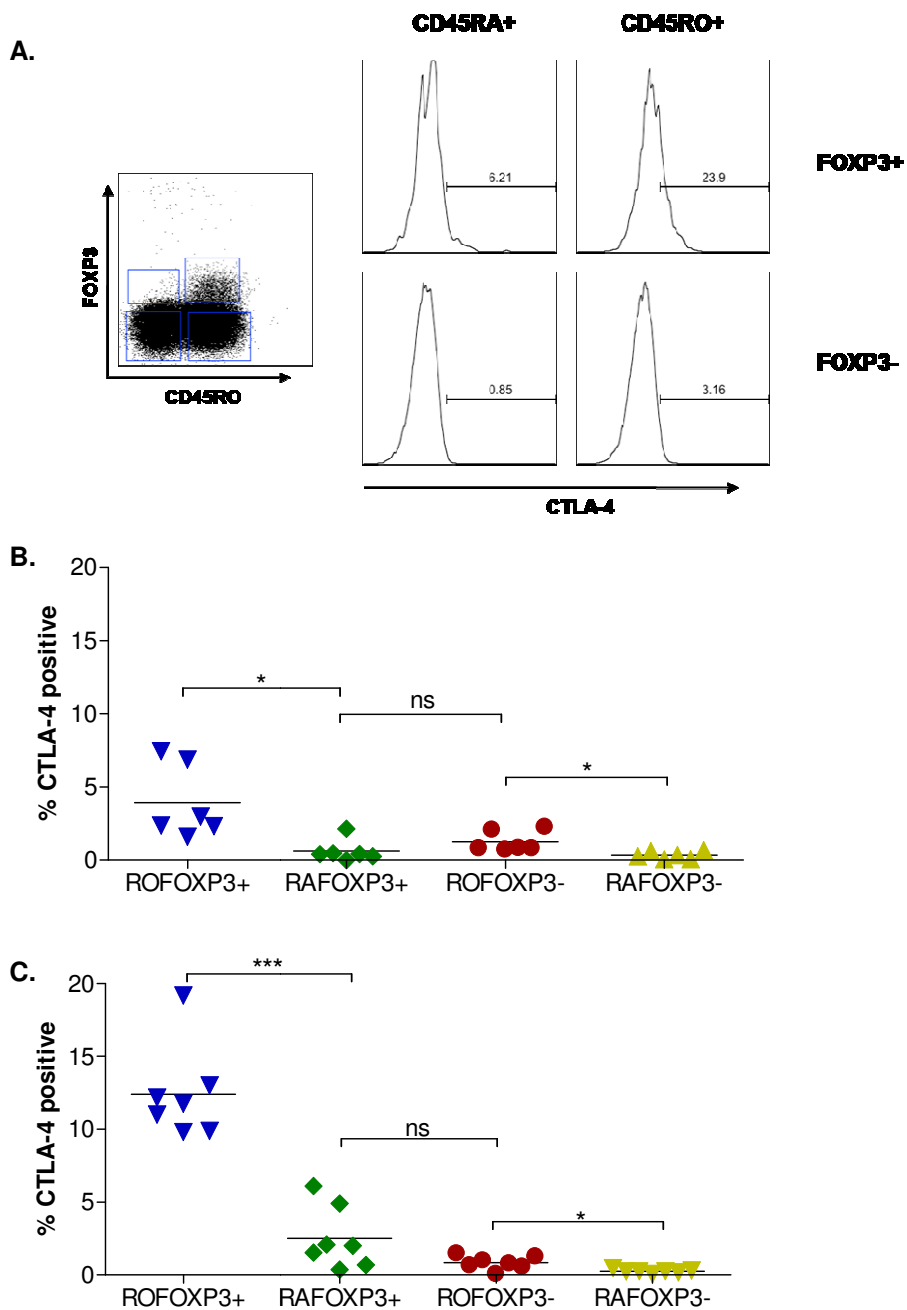 A.
CD45RA+ CD45RO+
6.21 23.9
FOXP3+
FOXP3
CD45RO
0.85 3.16
FOXP3-
CTLA-4
B.
% CTLA-4 positive
20
15
10
5
0
* ns *
ROFOXP3+ RAFOXP3+ ROFOXP3- RAFOXP3-
C.
% CTLA-4 positive
20
15
10
5
0
*** ns *
ROFOXP3+ RAFOXP3+ ROFOXP3- RAFOXP3-